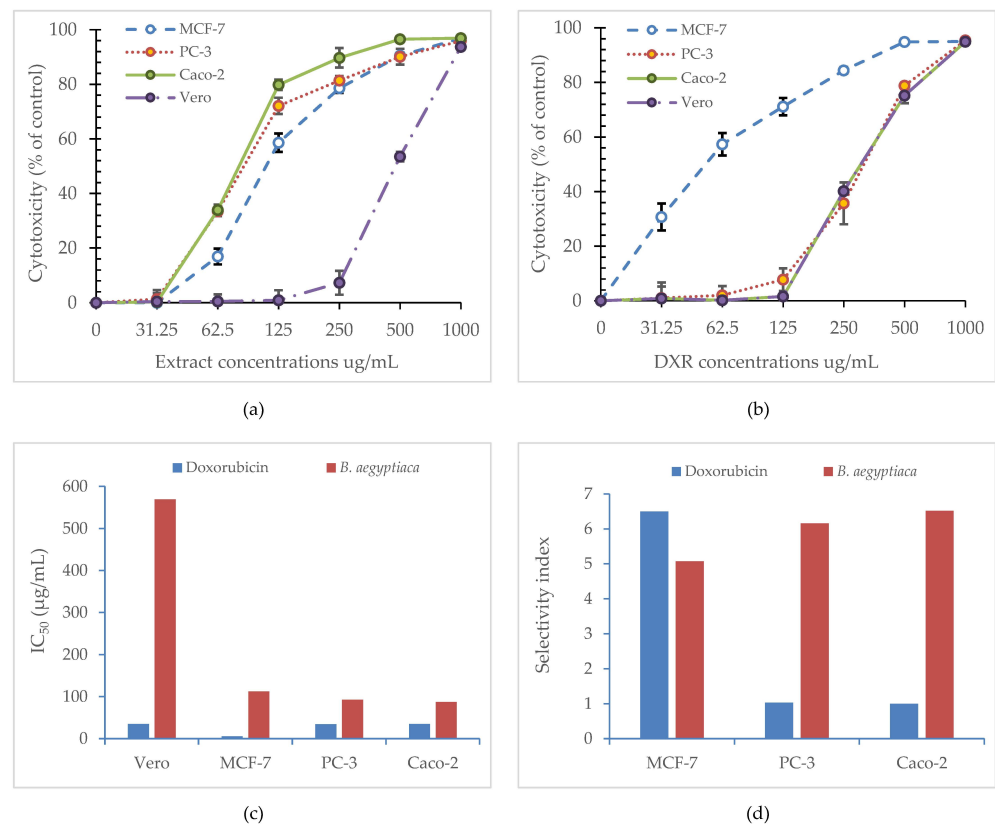 100
80
60
40
20
0
Cytotoxicity (% of control)
MCF-7
PC-3
Caco-2
Vero
0 31.25 62.5 125 250 500 1000
Extract concentrations ug/mL
(a)
100
80
60
40
20
0
Cytotoxicity (% of control)
MCF-7
PC-3
Caco-2
Vero
0 31.25 62.5 125 250 500 1000
DXR concentrations ug/mL
(b)
Doxorubicin B. aegyptiaca
600
500
400
300
200
100
0
IC50 (µg/mL)
Vero MCF-7 PC-3 Caco-2
(c)
Doxorubicin B. aegyptiaca
7
6
5
4
3
2
1
0
Selectivity index
MCF-7 PC-3 Caco-2
(d)